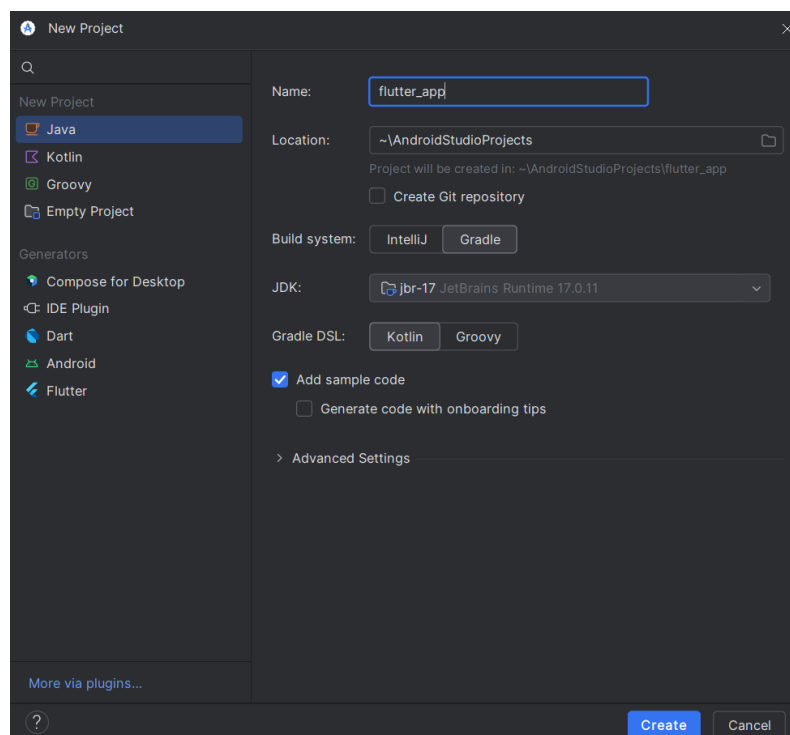 New Project
New Project
Java
Kotlin
Groovy
Empty Project
Generators
Compose for Desktop
IDE Plugin
Dart
Android
Flutter
More via plugins...
Name: flutter_app
Location: ~\AndroidStudioProjects
Project will be created in: ~\AndroidStudioProjects\flutter_app
Create Git repository
Build system: IntelliJ Gradle
JDK: jbr-17 JetBrains Runtime 17.0.11
Gradle DSL: Kotlin Groovy
Add sample code
Generate code with onboarding tips
Advanced Settings
? Create Cancel